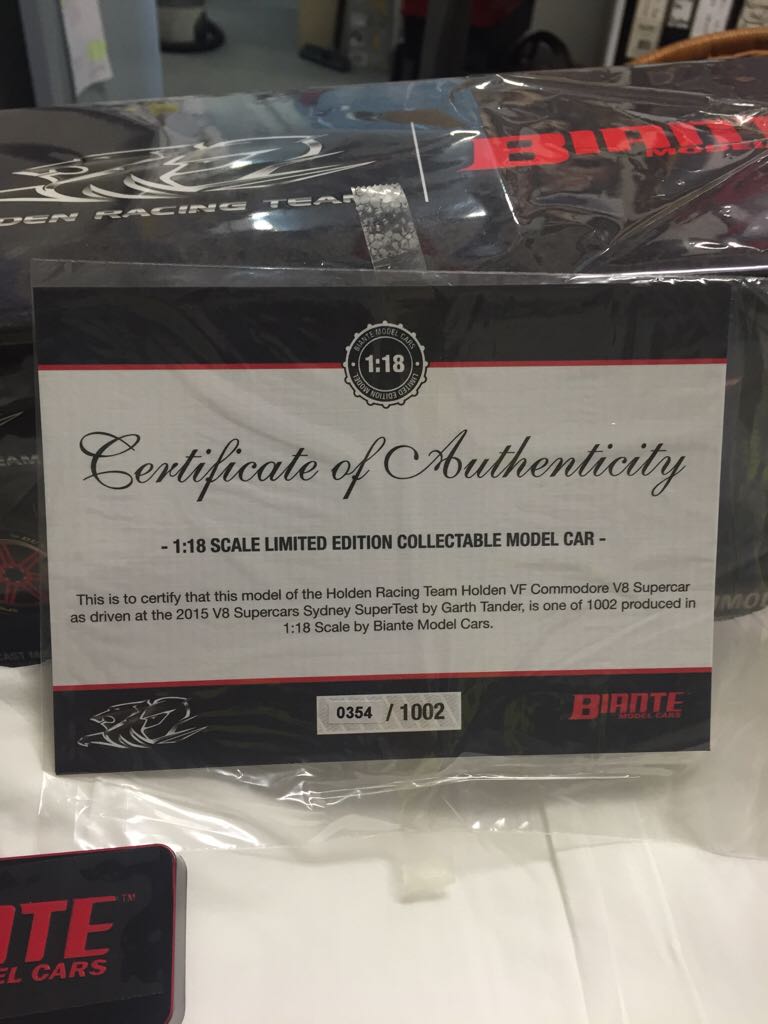 DEN RACING TEAM
BIANTE
BIANTE MODEL CARS
1:18
LIMITED EDITION MODEL
Certificate of Authenticity
- 1:18 SCALE LIMITED EDITION COLLECTABLE MODEL CAR -
This is to certify that this model of the Holden Racing Team Holden VF Commodore V8 Supercar
as driven at the 2015 V8 Supercars Sydney SuperTest by Garth Tander, is one of 1002 produced in
1:18 Scale by Biante Model Cars.
0354 / 1002
BIANTE
MODEL CARS
NTE™
EL CARS